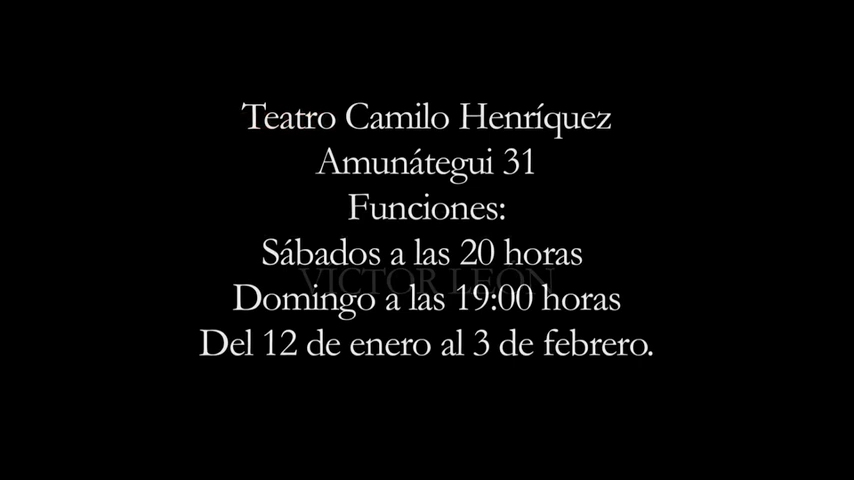 Teatro Camilo Henríquez
Amunátegui 31
Funciones:
Sábados a las 20 horas
VICTOR LEON
Domingo a las 19:00 horas
Del 12 de enero al 3 de febrero.